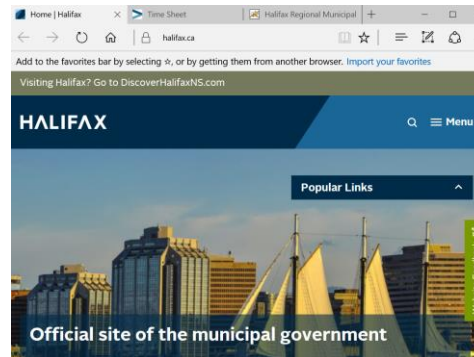 Home | Halifax
Time Sheet
Halifax Regional Municipal
halifax.ca
Add to the favorites bar by selecting ☆, or by getting them from another browser. Import your favorites
Visiting Halifax? Go to DiscoverHalifaxNS.com
HALIFAX
Menu
Popular Links
Official site of the municipal government